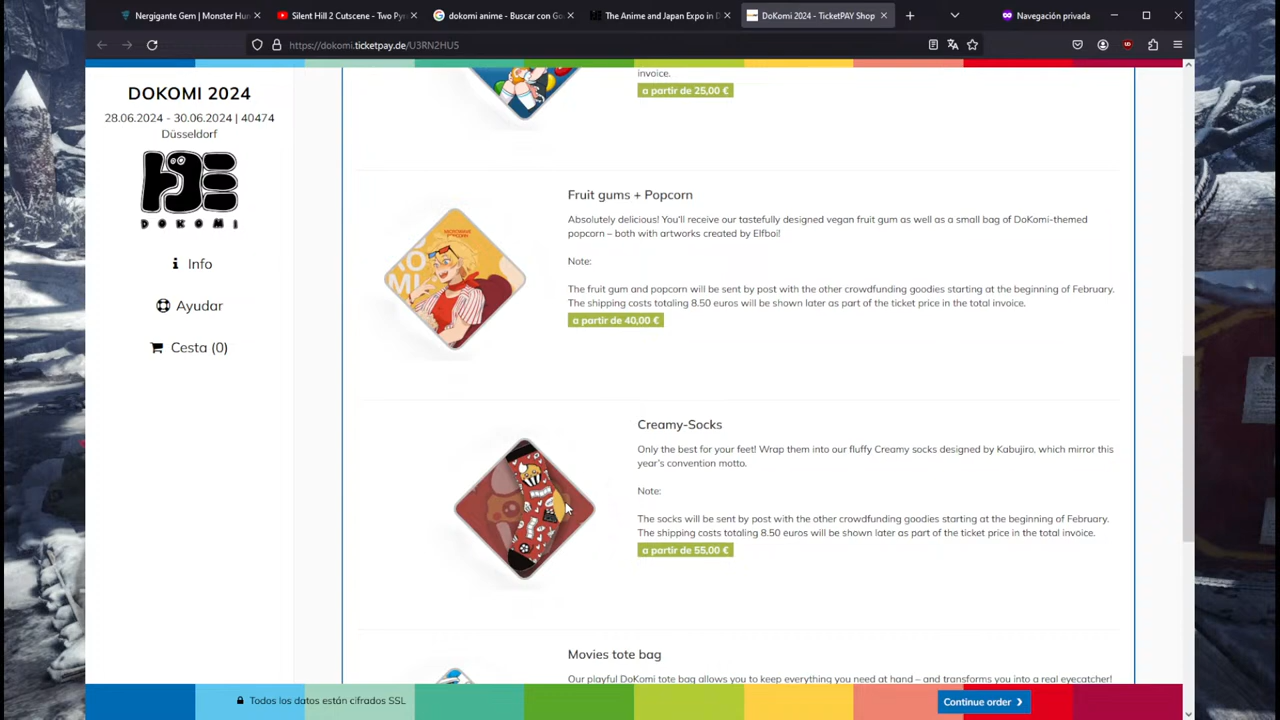 Nergigante Gem | Monster Hun
Silent Hill 2 Cutscene - Two Pyr
dokomi anime - Buscar con Go
The Anime and Japan Expo in D
DoKomi 2024 - TicketPAY Shop
Navegación privada
https://dokomi.ticketpay.de/U3RN2HU5
DOKOMI 2024
28.06.2024 - 30.06.2024 | 40474
Düsseldorf
DOKOMI
Info
Ayudar
Cesta (0)
invoice.
a partir de 25,00 €
Fruit gums + Popcorn
Absolutely delicious! You'll receive our tastefully designed vegan fruit gum as well as a small bag of DoKomi-themed
popcorn – both with artworks created by Elfboi!
Note:
The fruit gum and popcorn will be sent by post with the other crowdfunding goodies starting at the beginning of February.
The shipping costs totaling 8.50 euros will be shown later as part of the ticket price in the total invoice.
a partir de 40,00 €
Creamy-Socks
Only the best for your feet! Wrap them into our fluffy Creamy socks designed by Kabujiro, which mirror this
year's convention motto.
Note:
The socks will be sent by post with the other crowdfunding goodies starting at the beginning of February.
The shipping costs totaling 8.50 euros will be shown later as part of the ticket price in the total invoice.
a partir de 55,00 €
Movies tote bag
Our playful DoKomi tote bag allows you to keep everything you need at hand – and transforms you into a real eyecatcher!
Todos los datos están cifrados SSL
Continue order